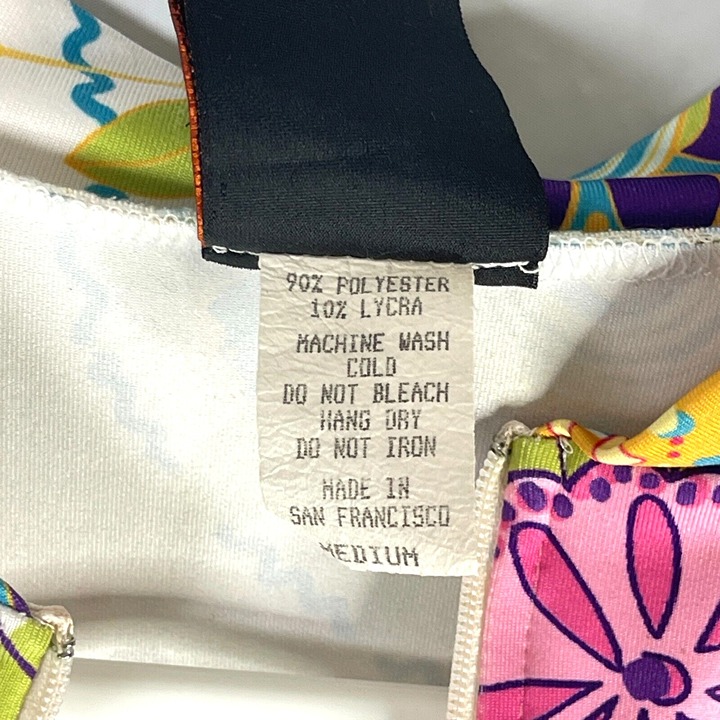 90% POLYESTER
10% LYCRA
MACHINE WASH
COLD
DO NOT BLEACH
HANG DRY
DO NOT IRON
MADE IN
SAN FRANCISCO
MEDIUM